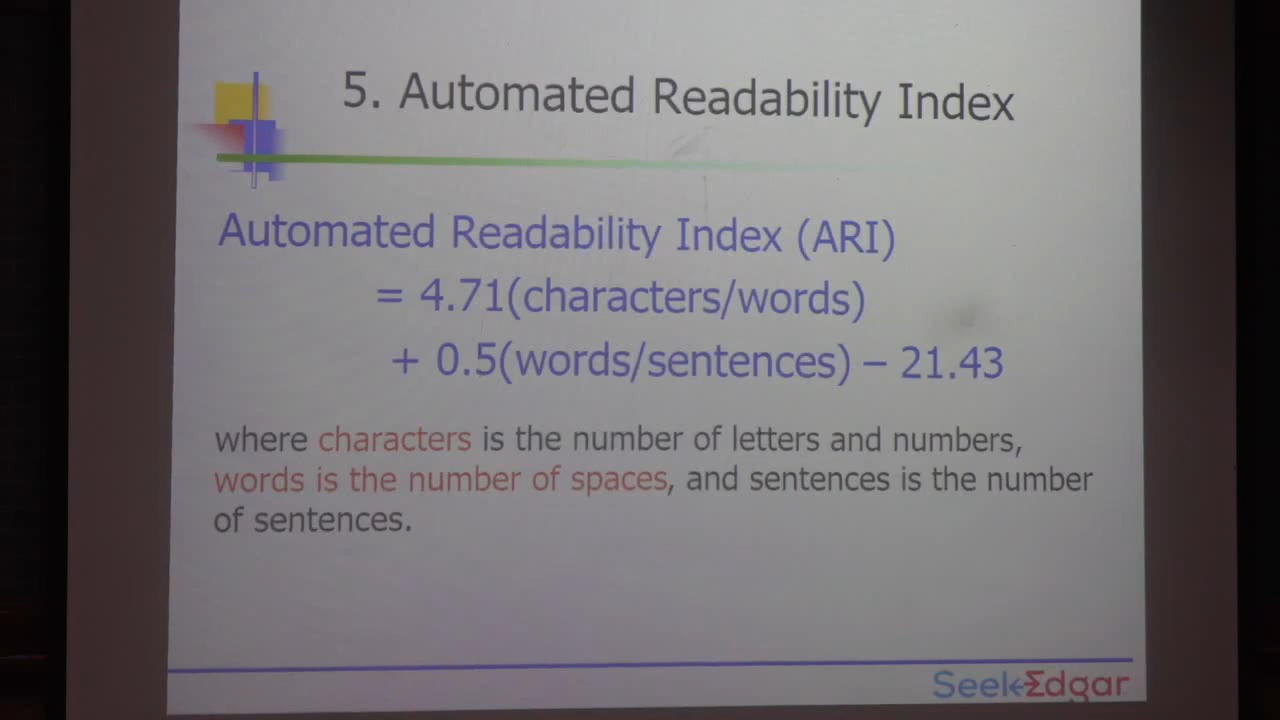 5. Automated Readability Index
Automated Readability Index (ARI)
= 4.71(characters/words)
+ 0.5(words/sentences) – 21.43
where characters is the number of letters and numbers,
words is the number of spaces, and sentences is the number
of sentences.
SeekEdgar